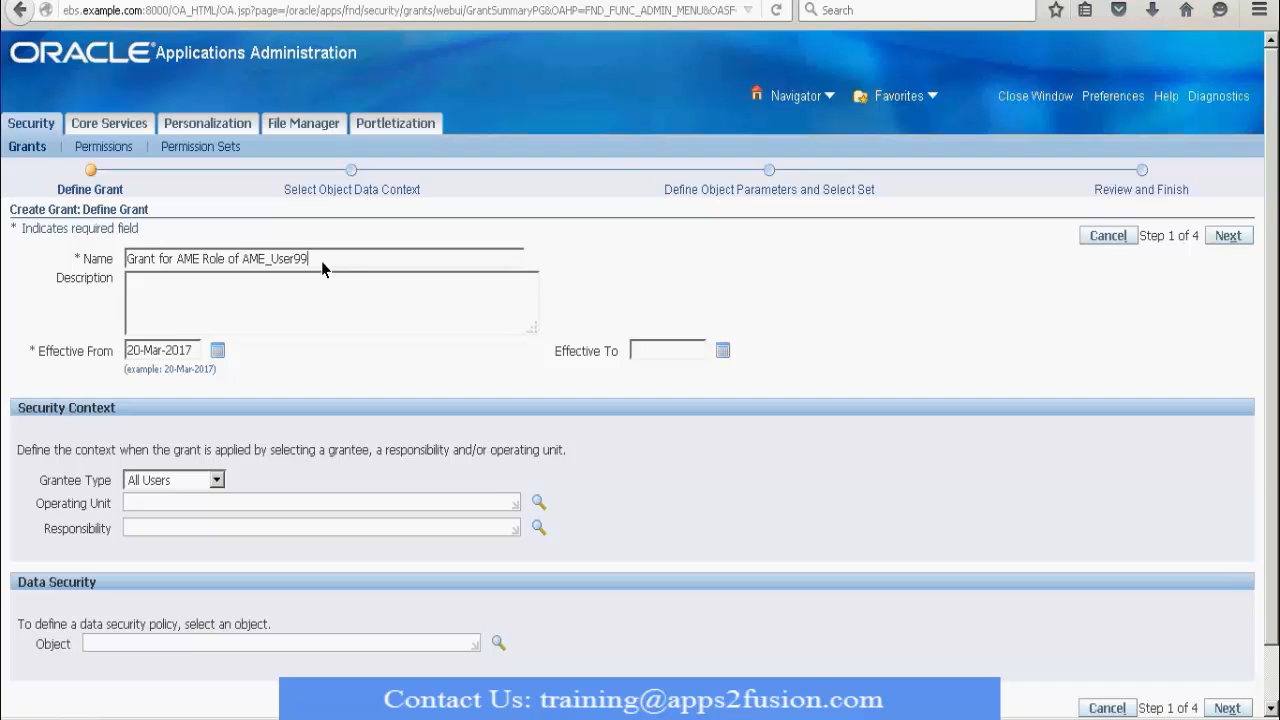 ebs.example.com:8000/OA_HTML/OA.jsp?page=/oracle/apps/fnd/security/grants/webui/GrantSummaryPG&OAHP=FND_FUNC_ADMIN_MENU&OASF
Search
ORACLE Applications Administration
Navigator Favorites Close Window Preferences Help Diagnostics
Security Core Services Personalization File Manager Portletization
Grants Permissions Permission Sets
Define Grant Select Object Data Context Define Object Parameters and Select Set Review and Finish
Create Grant: Define Grant
* Indicates required field
Cancel Step 1 of 4 Next
* Name Grant for AME Role of AME_User99
Description
* Effective From 20-Mar-2017 Effective To
(example: 20-Mar-2017)
Security Context
Define the context when the grant is applied by selecting a grantee, a responsibility and/or operating unit.
Grantee Type All Users
Operating Unit
Responsibility
Data Security
To define a data security policy, select an object.
Object
Contact Us: training@apps2fusion.com
Cancel Step 1 of 4 Next